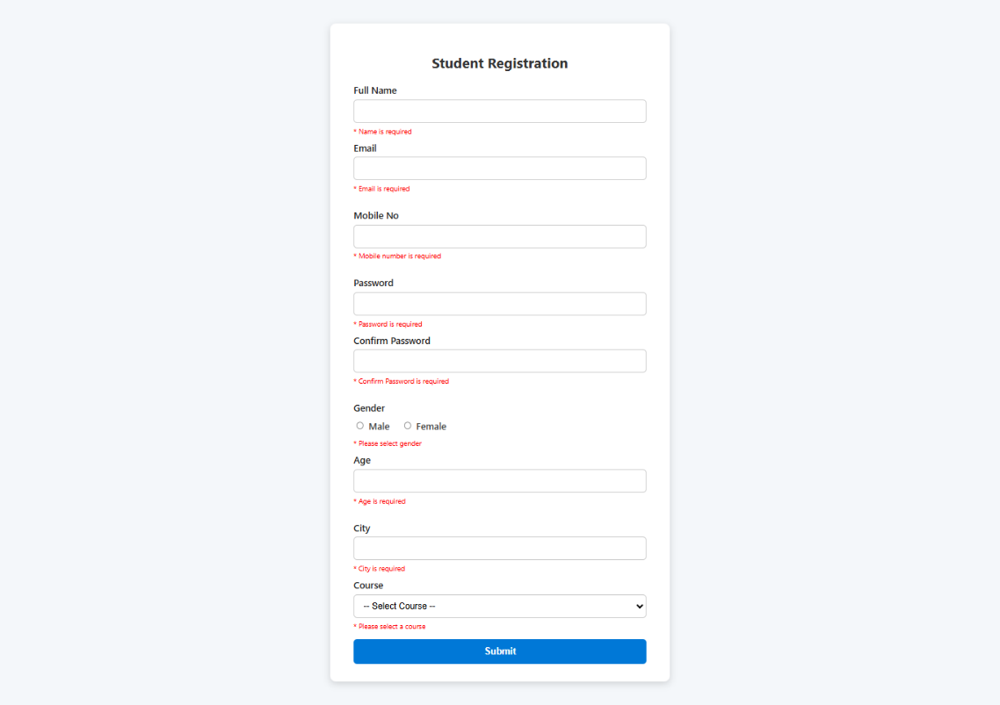 Student Registration
Full Name
* Name is required
Email
* Email is required
Mobile No
* Mobile number is required
Password
* Password is required
Confirm Password
* Confirm Password is required
Gender
Male Female
* Please select gender
Age
* Age is required
City
* City is required
Course
-- Select Course --
* Please select a course
Submit